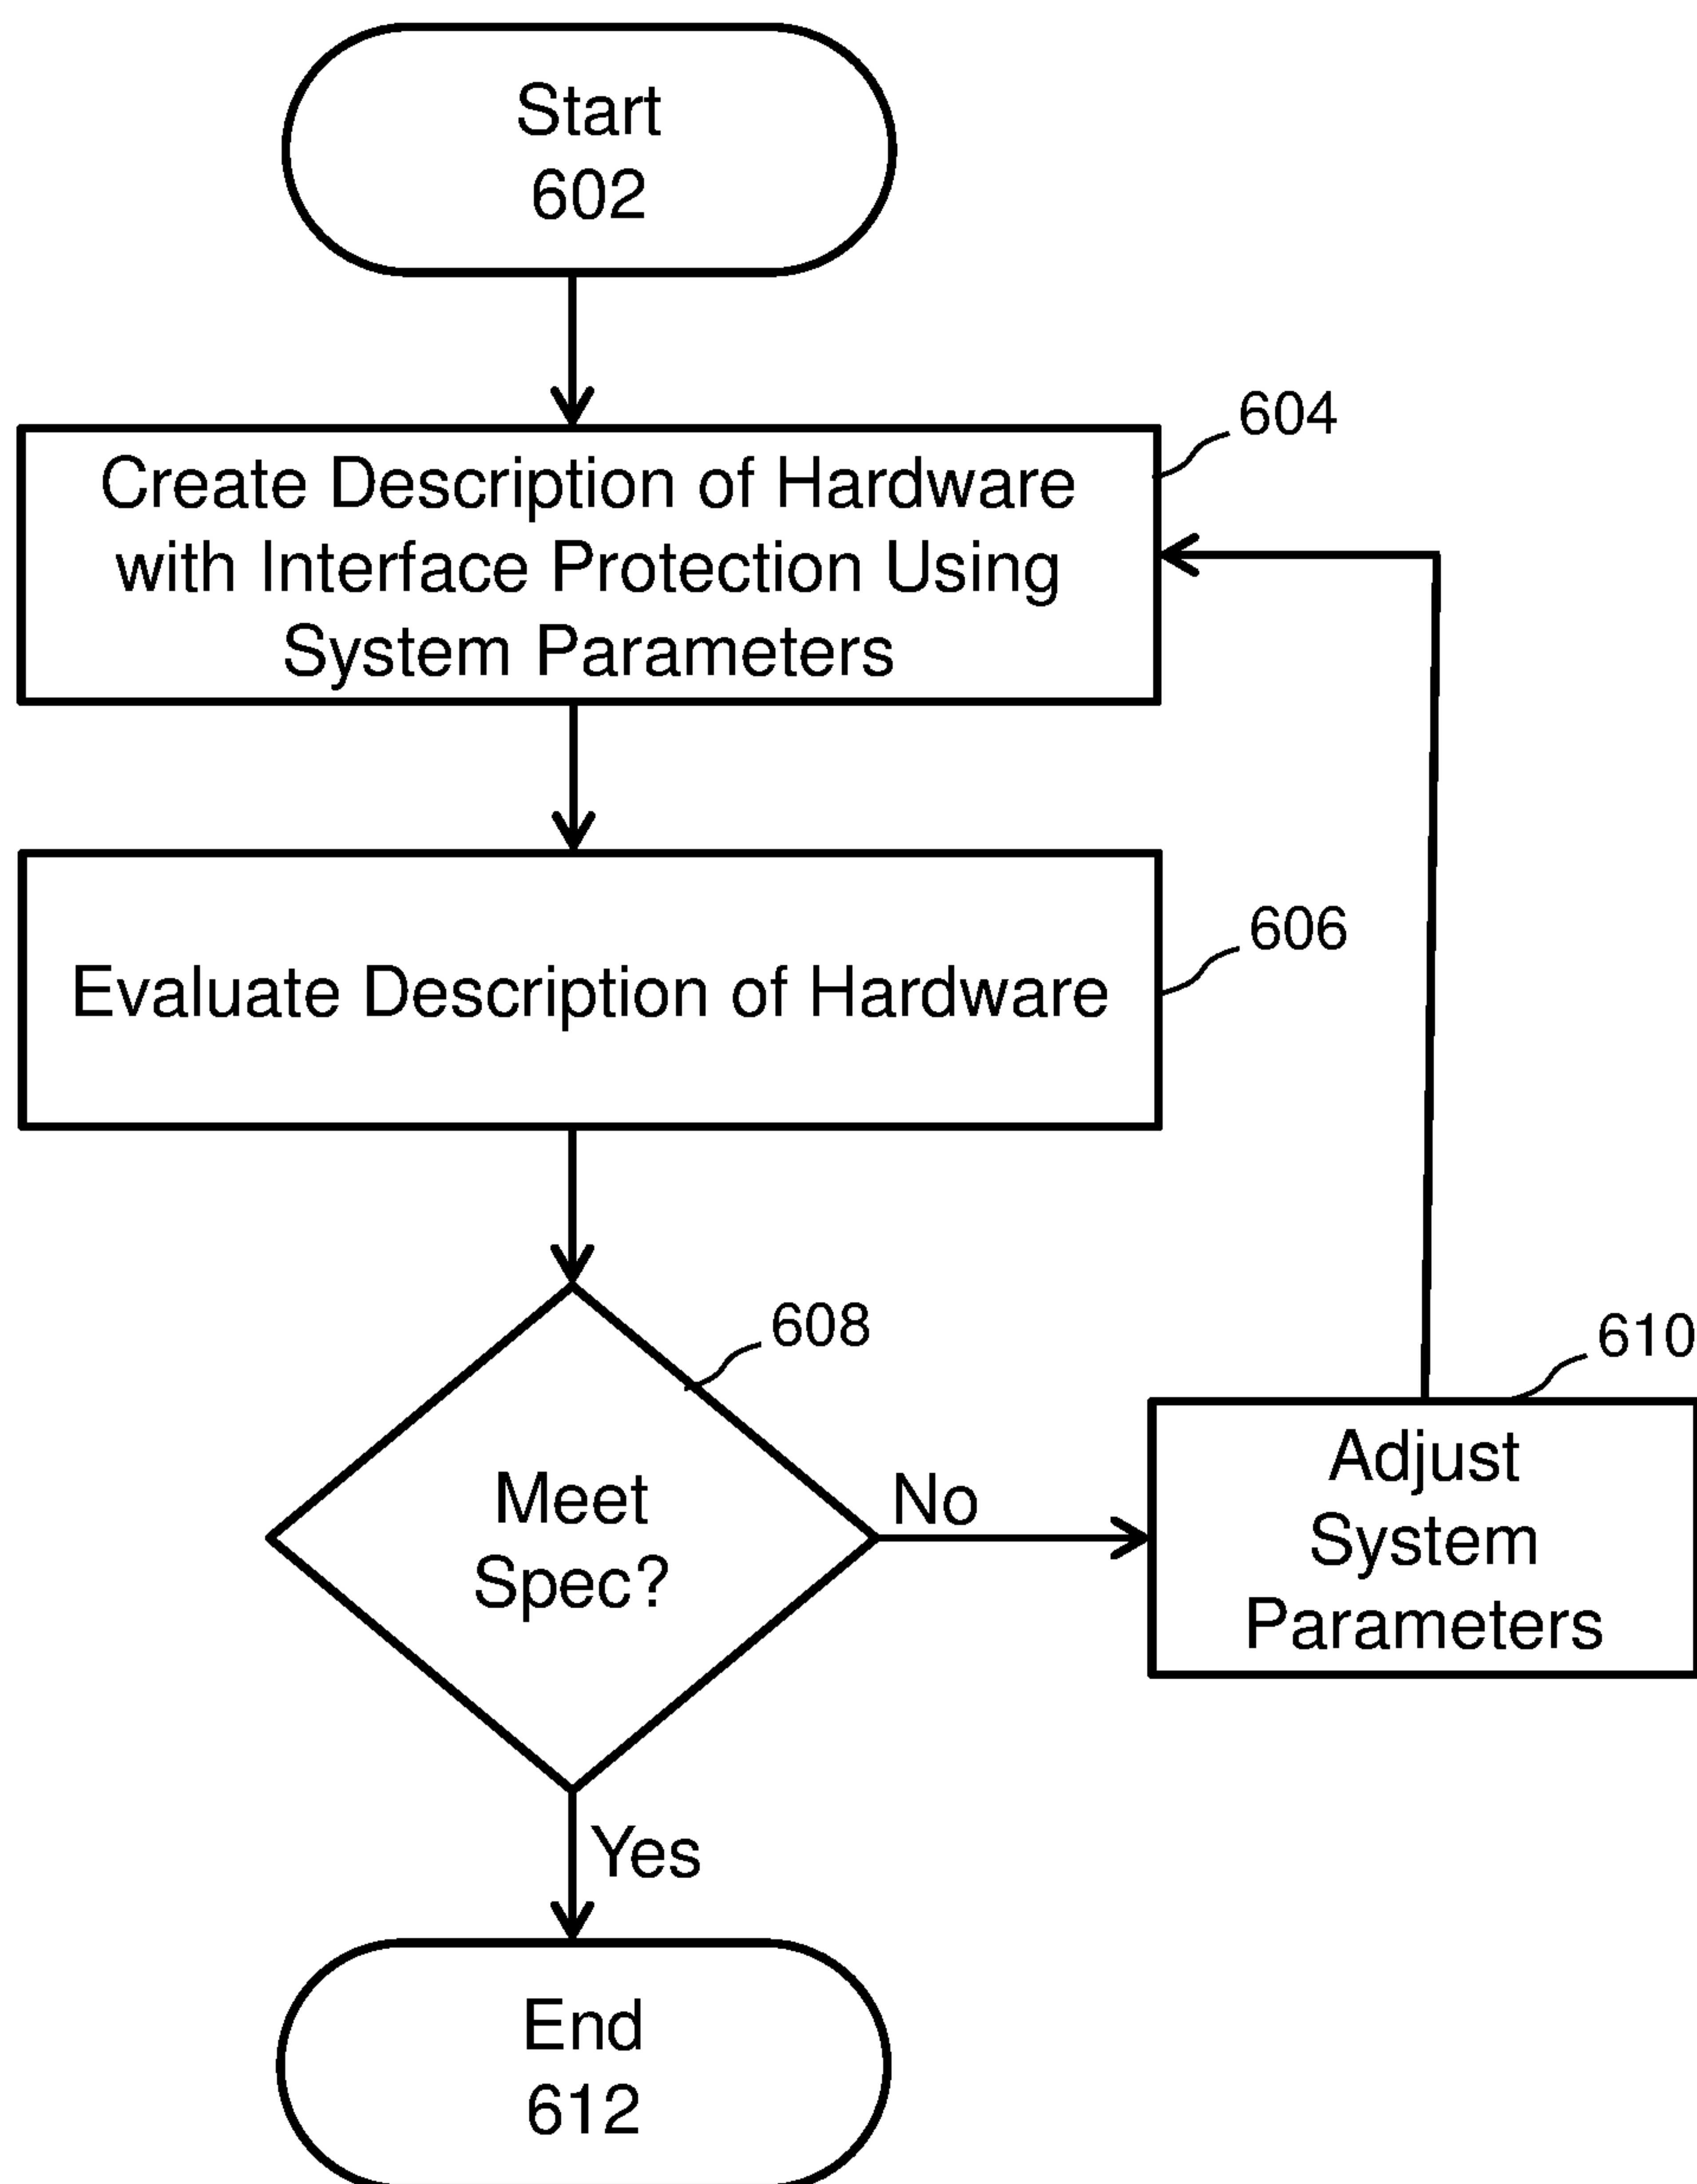 Start
602
604
Create Description of Hardware
with Interface Protection Using
System Parameters
606
Evaluate Description of Hardware
608
610
Meet
Spec?
No
Adjust
System
Parameters
Yes
End
612